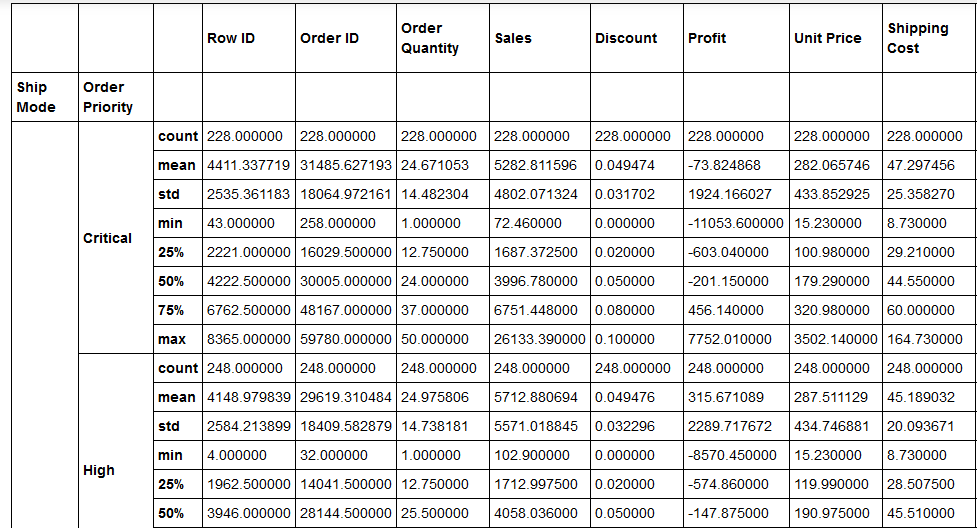 Row ID Order ID Order Quantity Sales Discount Profit Unit Price Shipping Cost
Ship Mode Order Priority
Critical
count 228.000000 228.000000 228.000000 228.000000 228.000000 228.000000 228.000000 228.000000
mean 4411.337719 31485.627193 24.671053 5282.811596 0.049474 -73.824868 282.065746 47.297456
std 2535.361183 18064.972161 14.482304 4802.071324 0.031702 1924.166027 433.852925 25.358270
min 43.000000 258.000000 1.000000 72.460000 0.000000 -11053.600000 15.230000 8.730000
25% 2221.000000 16029.500000 12.750000 1687.372500 0.020000 -603.040000 100.980000 29.210000
50% 4222.500000 30005.000000 24.000000 3996.780000 0.050000 -201.150000 179.290000 44.550000
75% 6762.500000 48167.000000 37.000000 6751.448000 0.080000 456.140000 320.980000 60.000000
max 8365.000000 59780.000000 50.000000 26133.390000 0.100000 7752.010000 3502.140000 164.730000
High
count 248.000000 248.000000 248.000000 248.000000 248.000000 248.000000 248.000000 248.000000
mean 4148.979839 29619.310484 24.975806 5712.880694 0.049476 315.671089 287.511129 45.189032
std 2584.213899 18409.582879 14.738181 5571.018845 0.032296 2289.717672 434.746881 20.093671
min 4.000000 32.000000 1.000000 102.900000 0.000000 -8570.450000 15.230000 8.730000
25% 1962.500000 14041.500000 12.750000 1712.997500 0.020000 -574.860000 119.990000 28.507500
50% 3946.000000 28144.500000 25.500000 4058.036000 0.050000 -147.875000 190.975000 45.510000